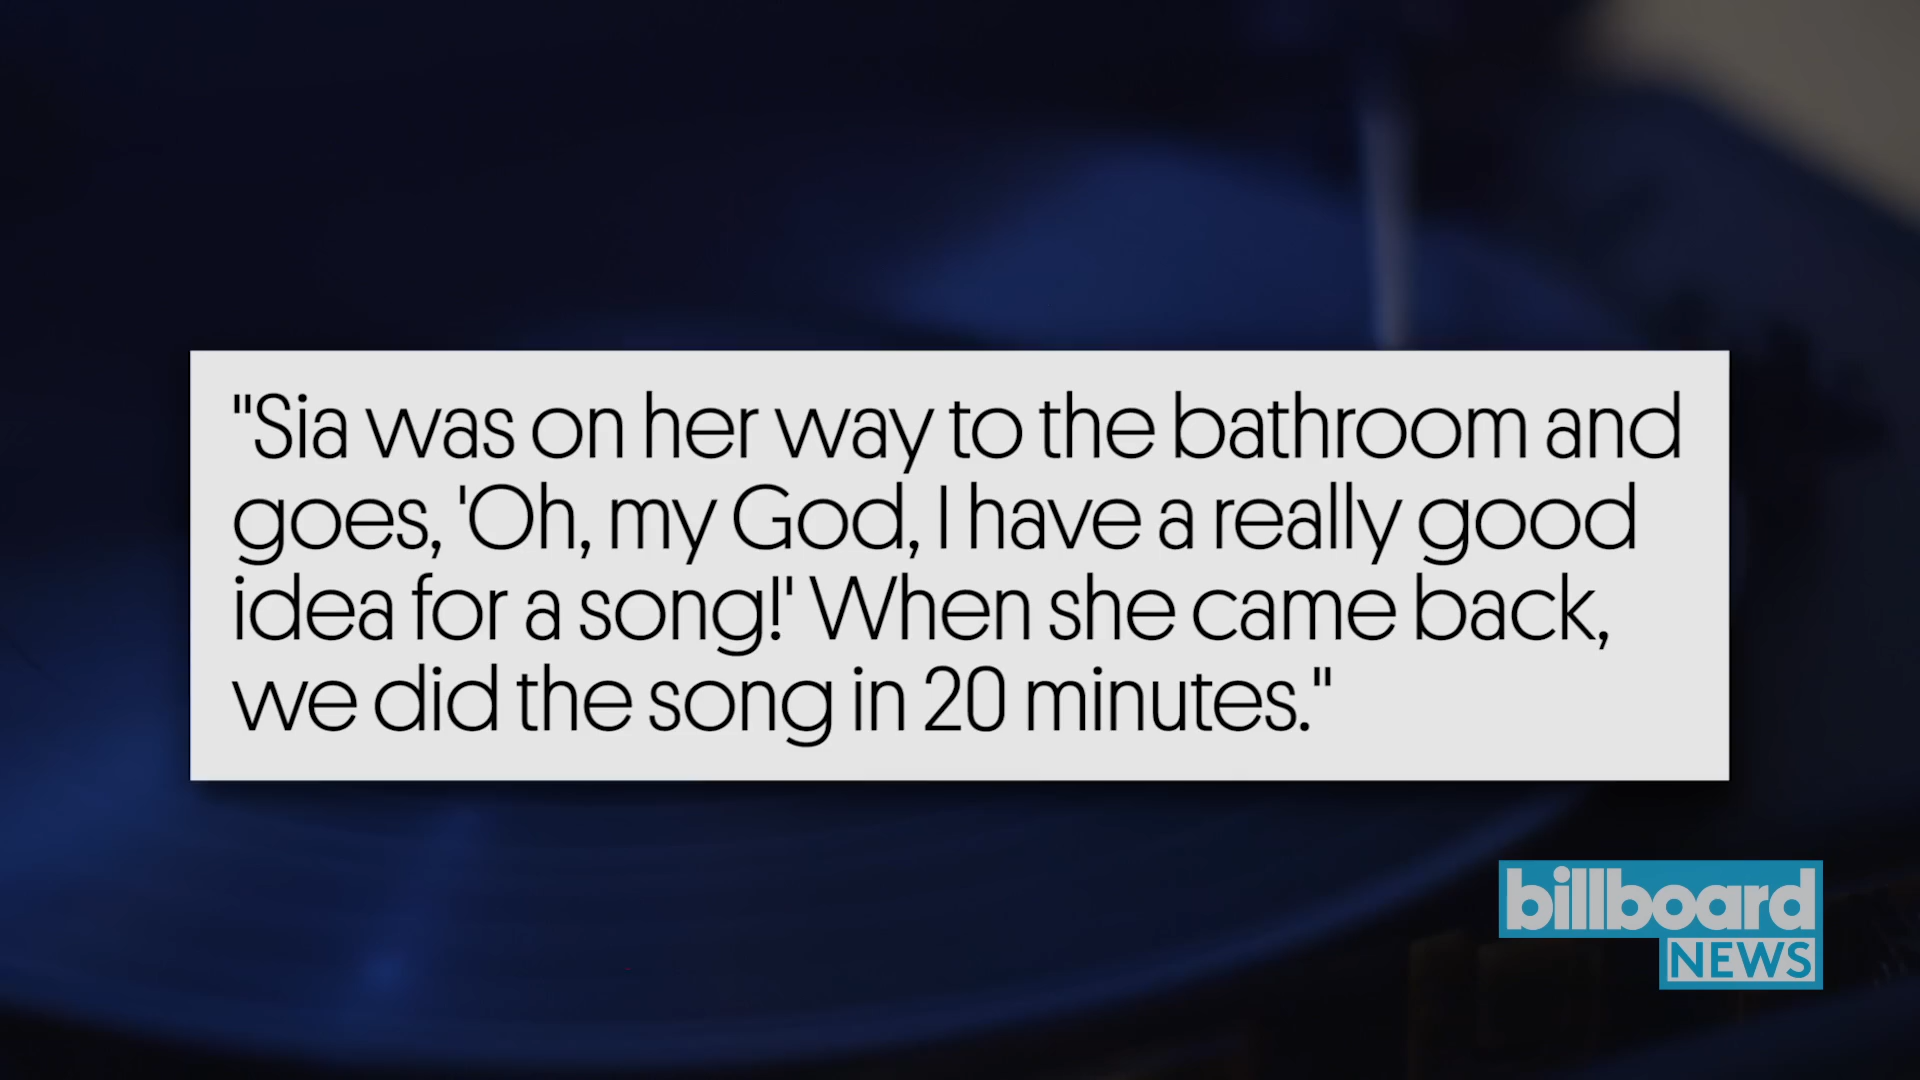 "Sia was on her way to the bathroom and
goes, 'Oh, my God, I have a really good
idea for a song!' When she came back,
we did the song in 20 minutes."
billboard
NEWS